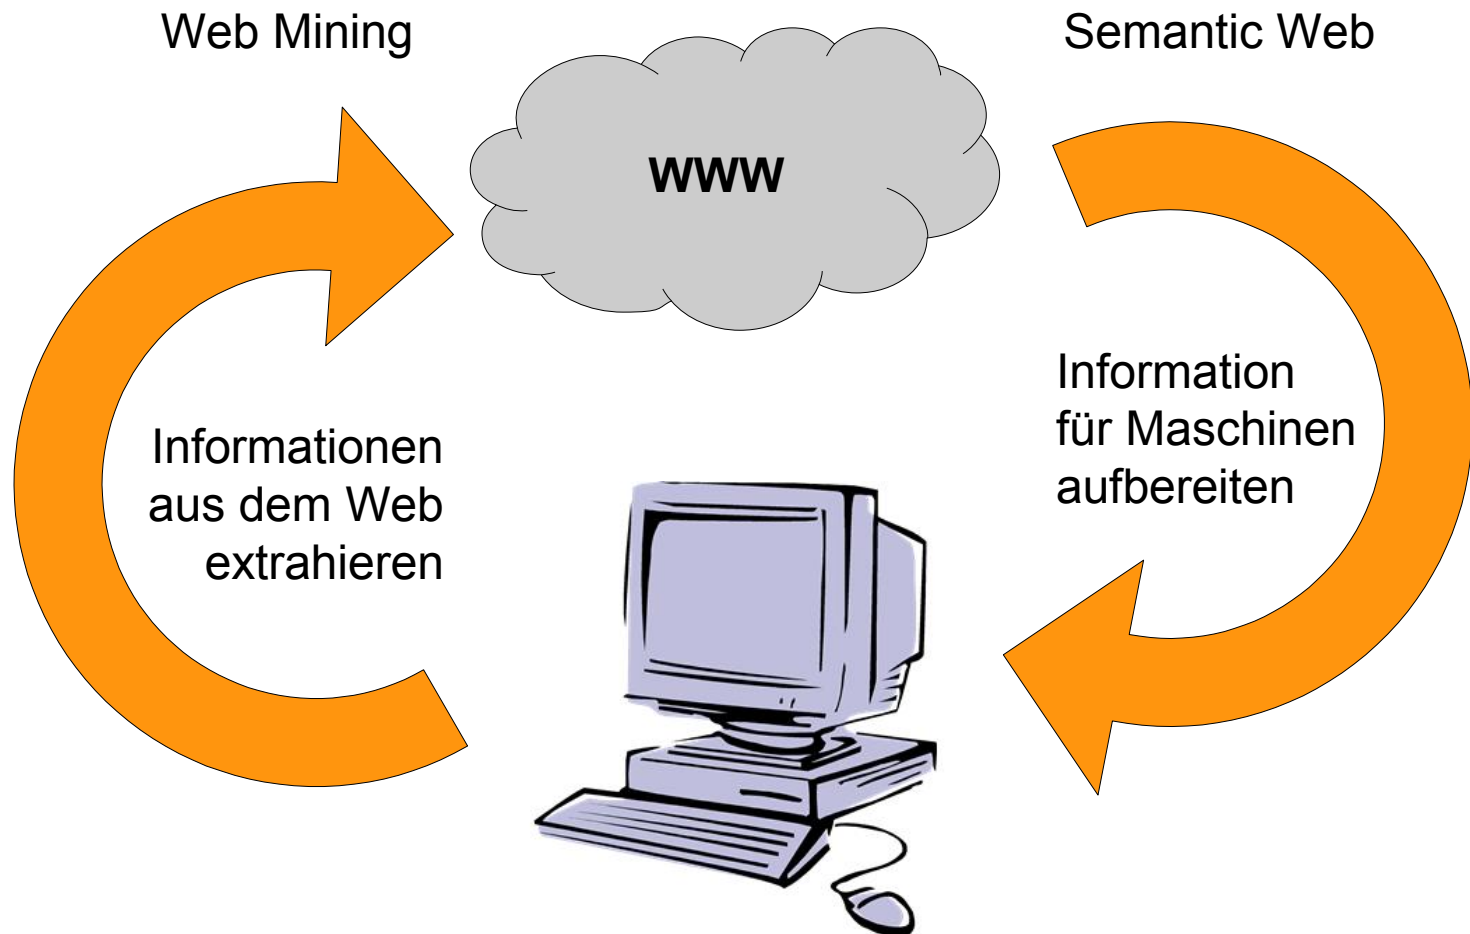 Web Mining
Semantic Web
WWW
Informationen
aus dem Web
extrahieren
Information
für Maschinen
aufbereiten